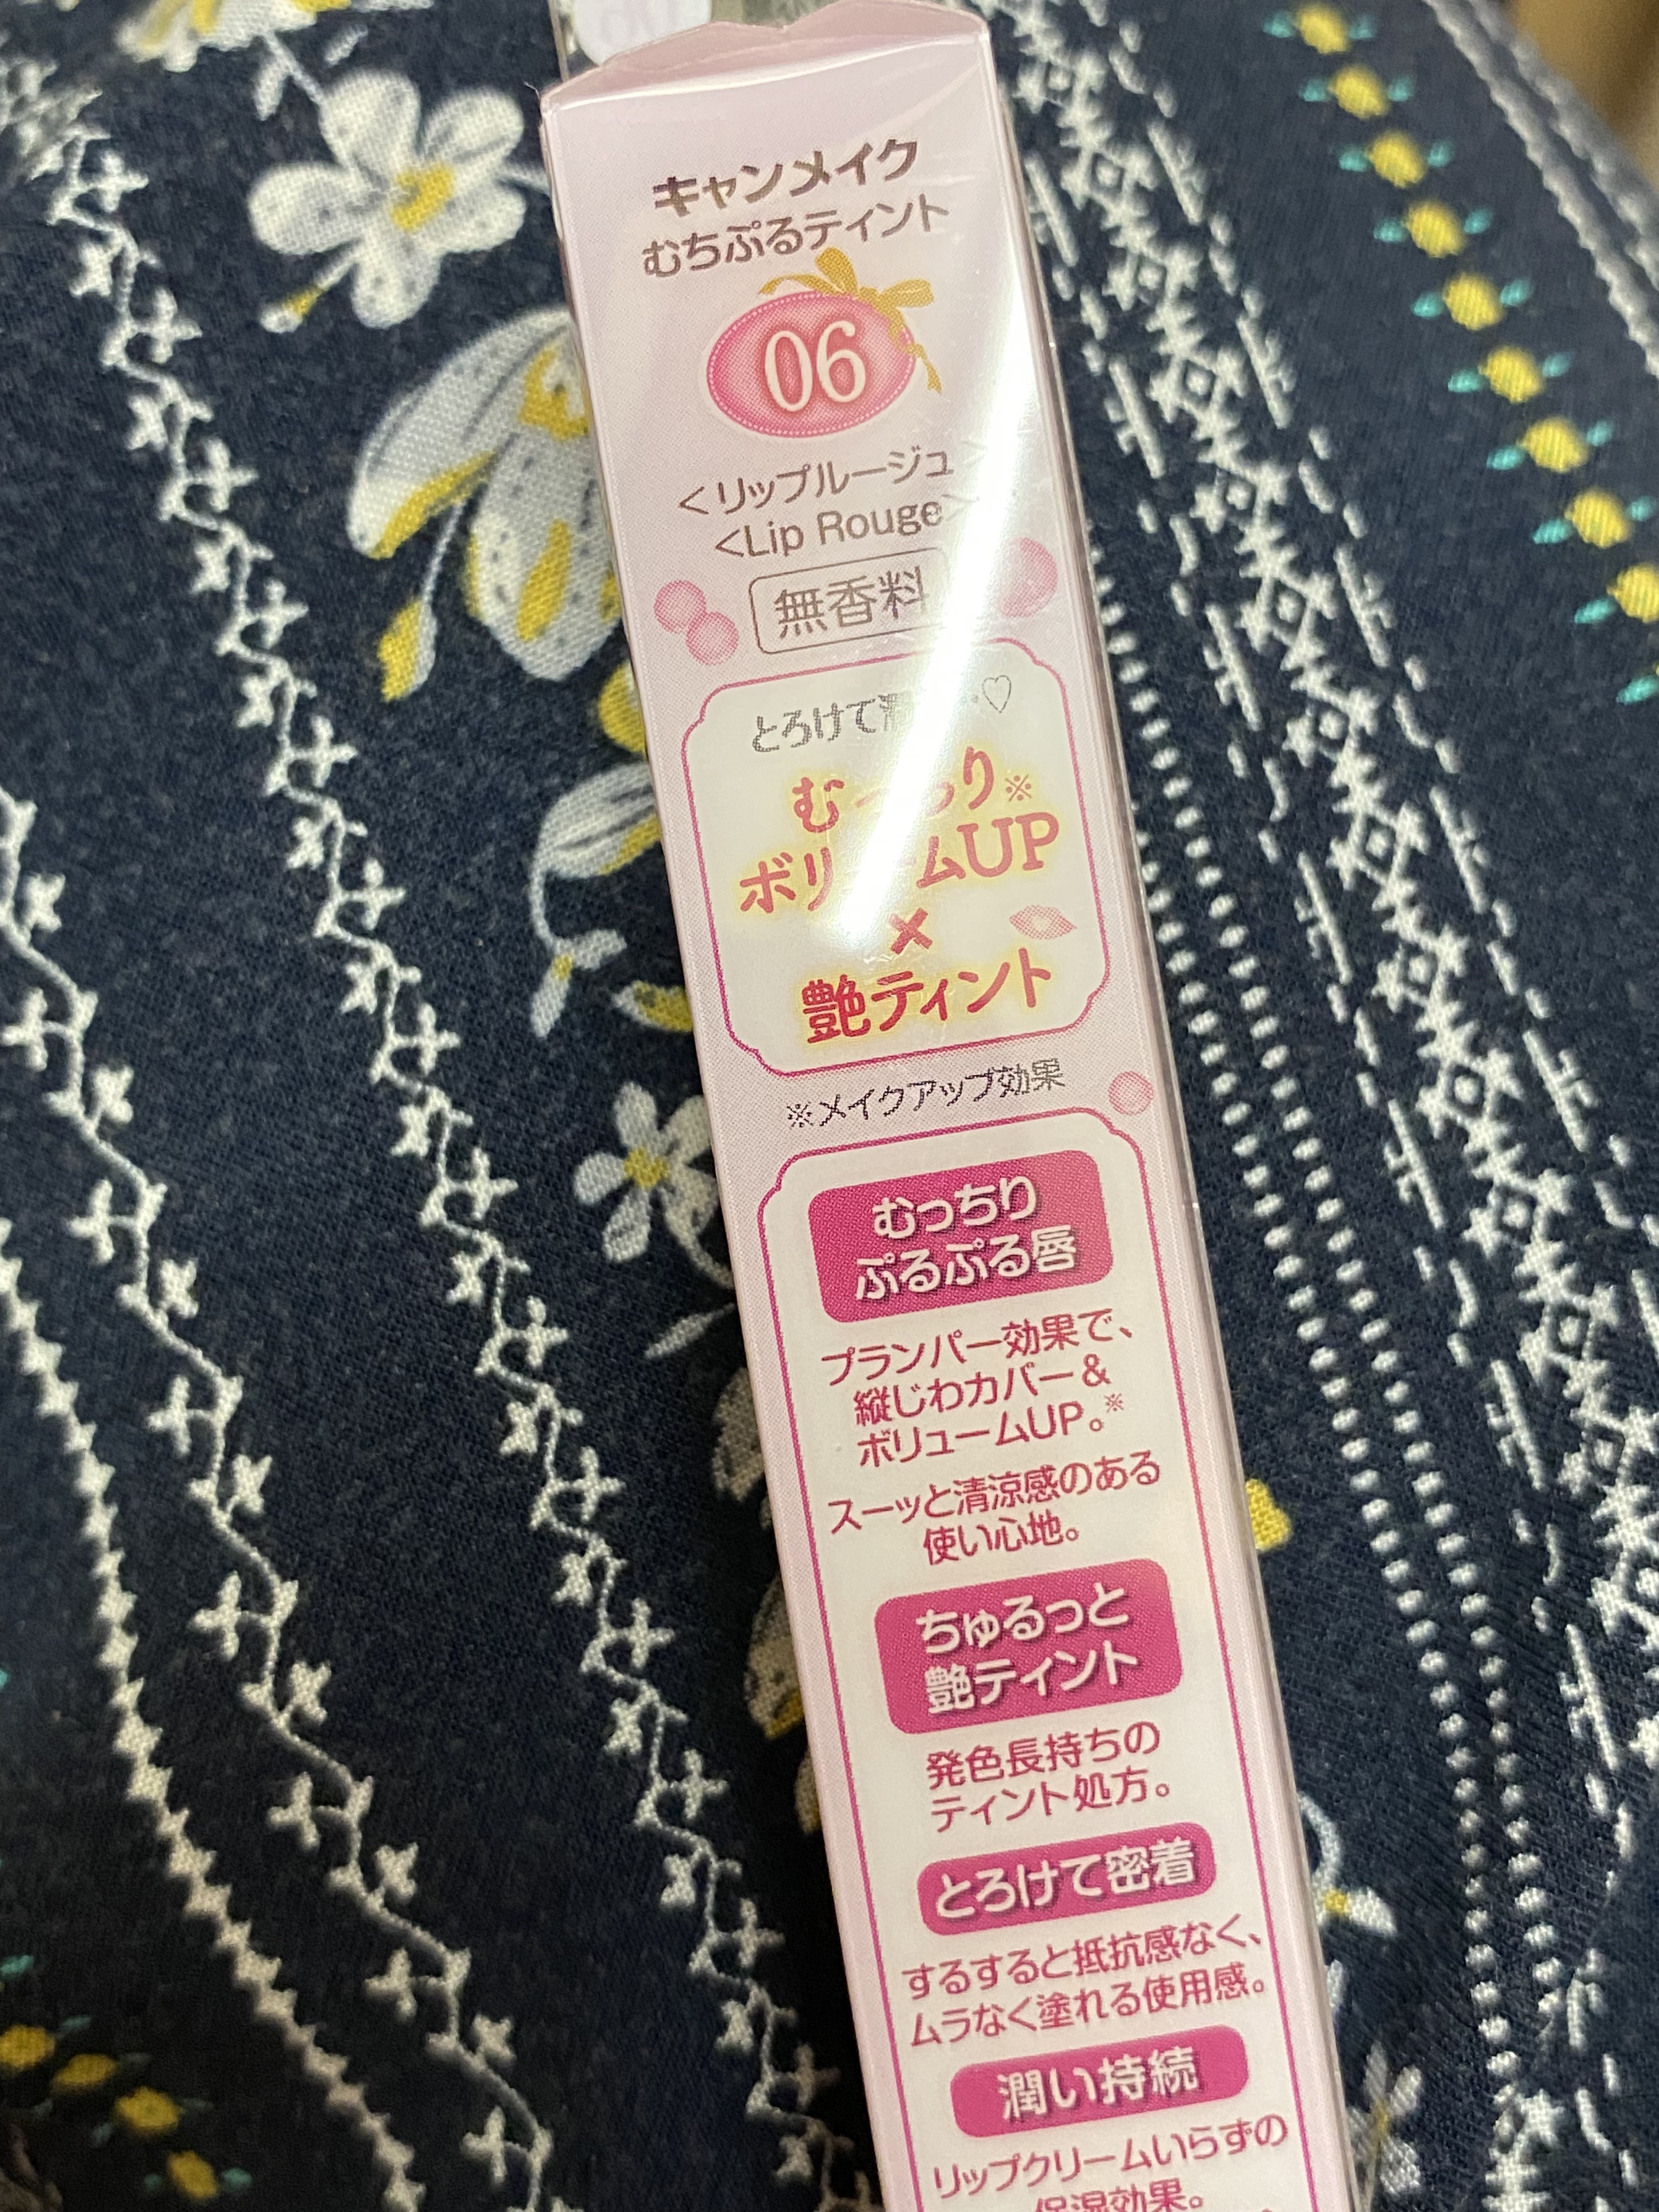 キャンメイク
むちぷるティント
06
<リップルージュ>
<Lip Rouge>
無香料
とろけて
むっちり※
ボリュームUP
×
艶ティント
※メイクアップ効果
むっちり
ぷるぷる唇
プランパー効果で、
縦じわカバー&
ボリュームUP。※
スーッと清涼感のある
使い心地。
ちゅるっと
艶ティント
発色長持ちの
ティント処方。
とろけて密着
するすると抵抗感なく、
ムラなく塗れる使用感。
潤い持続
リップクリームいらずの
保湿効果。